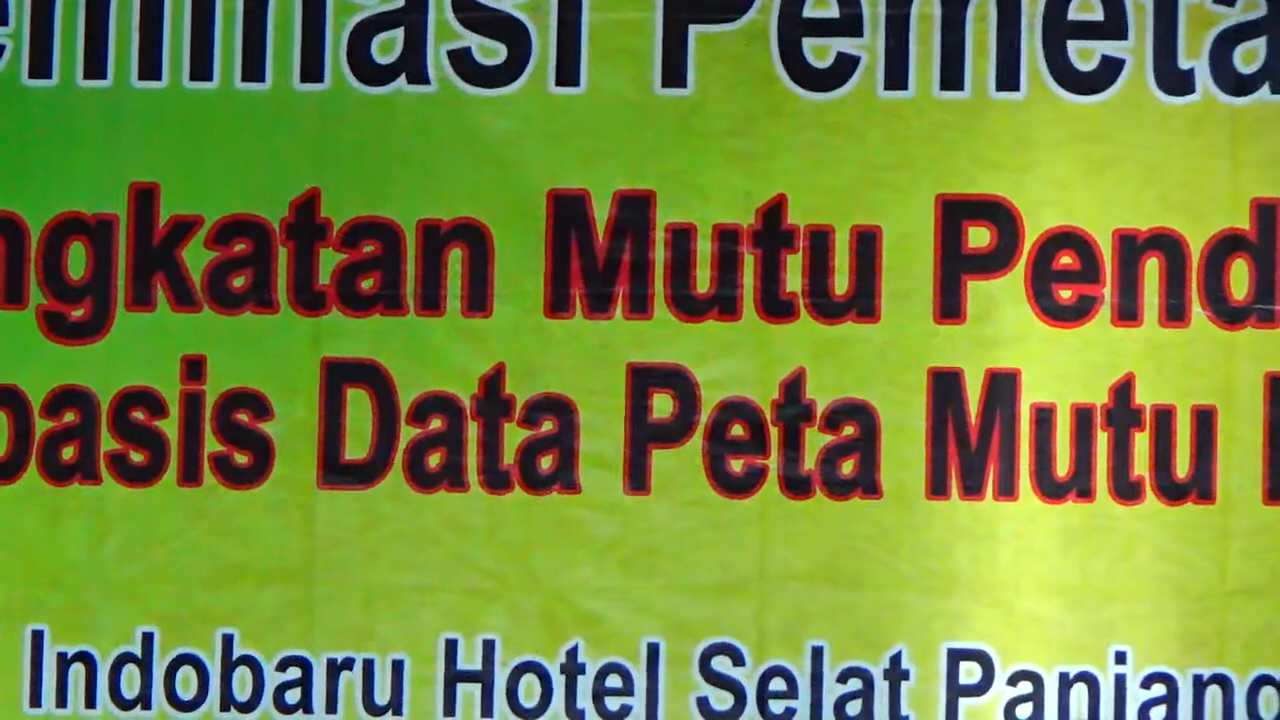 eminasi Pemeta
ngkatan Mutu Pend
basis Data Peta Mutu
Indobaru Hotel Selat Panjang